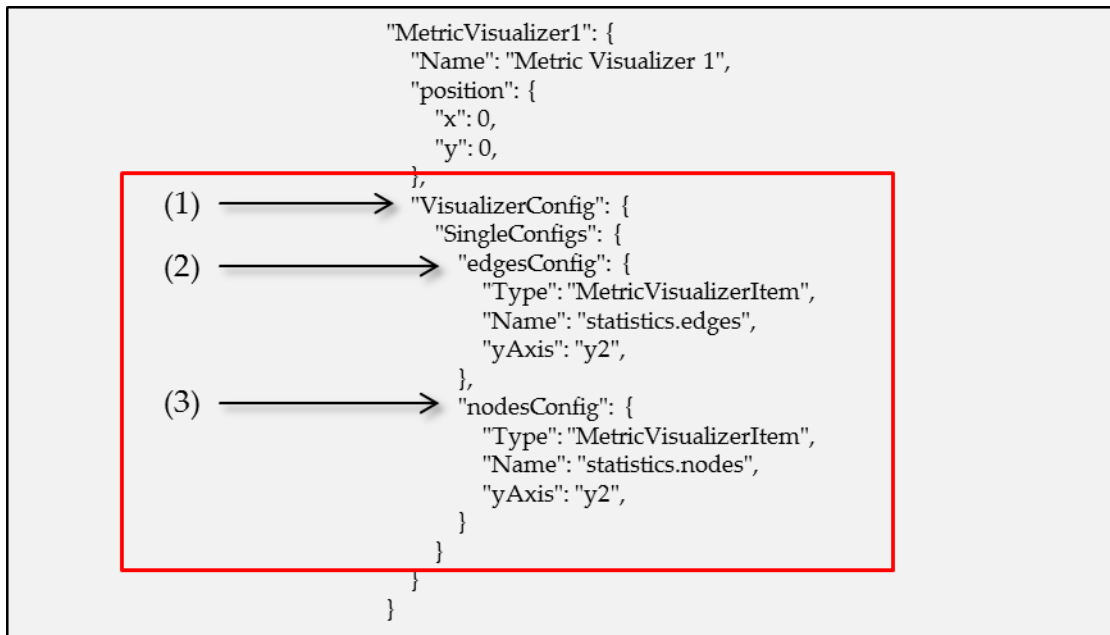 "MetricVisualizer1": {
"Name": "Metric Visualizer 1",
"position": {
"x": 0,
"y": 0,
},
(1) "VisualizerConfig": {
"SingleConfigs": {
(2) "edgesConfig": {
"Type": "MetricVisualizerItem",
"Name": "statistics.edges",
"yAxis": "y2",
},
(3) "nodesConfig": {
"Type": "MetricVisualizerItem",
"Name": "statistics.nodes",
"yAxis": "y2",
}
}
}
}